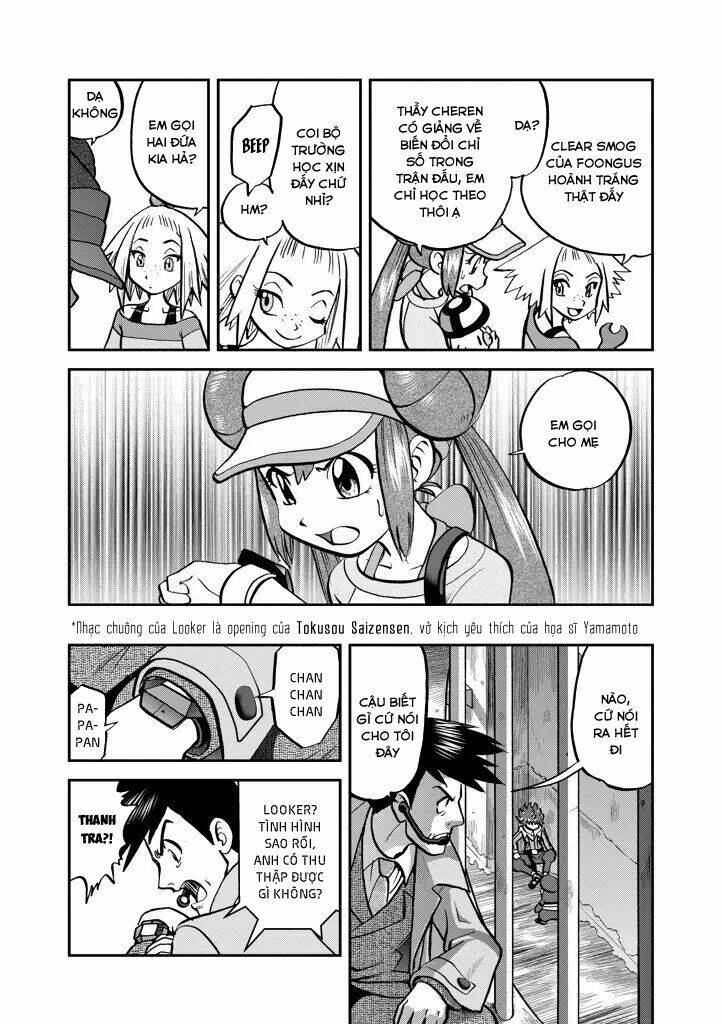 CLEAR SMOG
CỦA FOONGUS
HOÀNH TRÁNG
THẬT ĐẤY
DẠ?
THẦY CHEREN
CÓ GIẢNG VỀ
BIẾN ĐỔI CHỈ
SỐ TRONG
TRẬN ĐẤU, EM
CHỈ HỌC THEO
THÔI Ạ
COI BỘ
TRƯỜNG
HỌC XỊN
ĐẤY CHỨ
NHỈ?
BEEP
HM?
EM GỌI
HAI ĐỨA
KIA HẢ?
DẠ
KHÔNG
EM GỌI
CHO MẸ
*Nhạc chuông của Looker là opening của Tokusou Saizensen, vở kịch yêu thích của họa sĩ Yamamoto
NÀO,
CỨ NÓI
RA HẾT
ĐI
CẬU BIẾT
GÌ CỨ NÓI
CHO TÔI
ĐÂY
CHAN
CHAN
CHAN
PA-
PA-
PAN
LOOKER?
TÌNH HÌNH
SAO RỒI,
ANH CÓ THU
THẬP ĐƯỢC
GÌ KHÔNG?
THANH
TRA?!